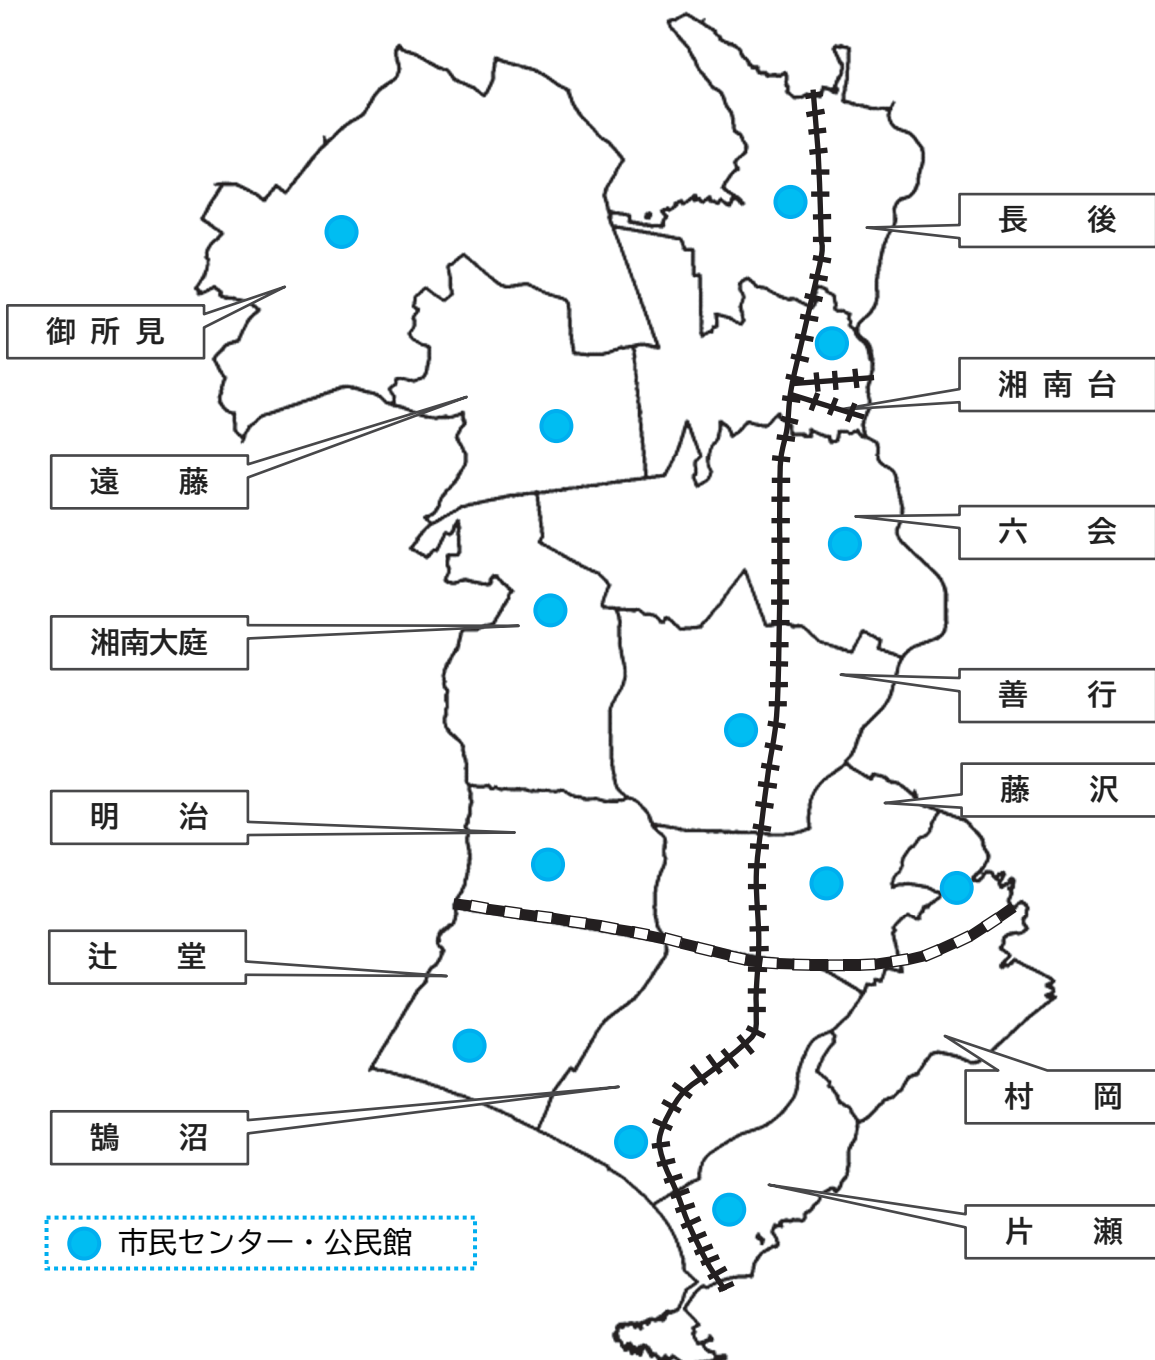 長　後
御所見
湘南台
遠　藤
六　会
湘南大庭
善　行
藤　沢
明　治
辻　堂
村　岡
鵠　沼
片　瀬
市民センター・公民館